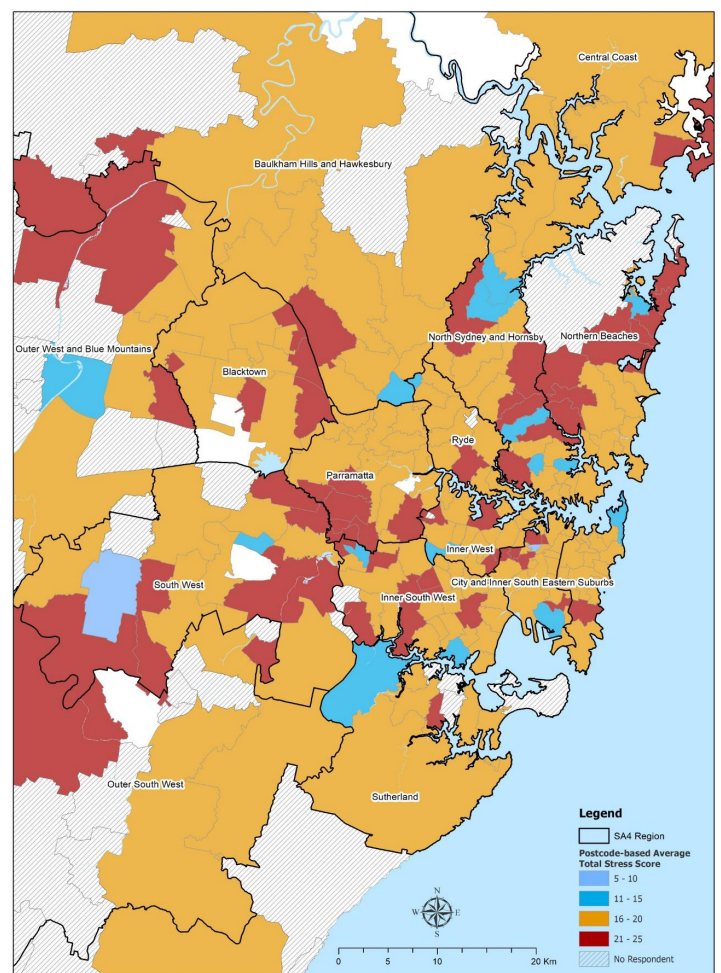 Central Coast
Baulkham Hills and Hawkesbury
North Sydney and Hornsby
Northern Beaches
Outer West and Blue Mountains
Blacktown
Ryde
Parramatta
Inner West
South West
City and Inner South Eastern Suburbs
Inner South West
Outer South West
Sutherland
Legend
SA4 Region
Postcode-based Average
Total Stress Score
5 - 10
11 - 15
16 - 20
21 - 25
No Respondent
N
W E
S
0 5 10 20 Km